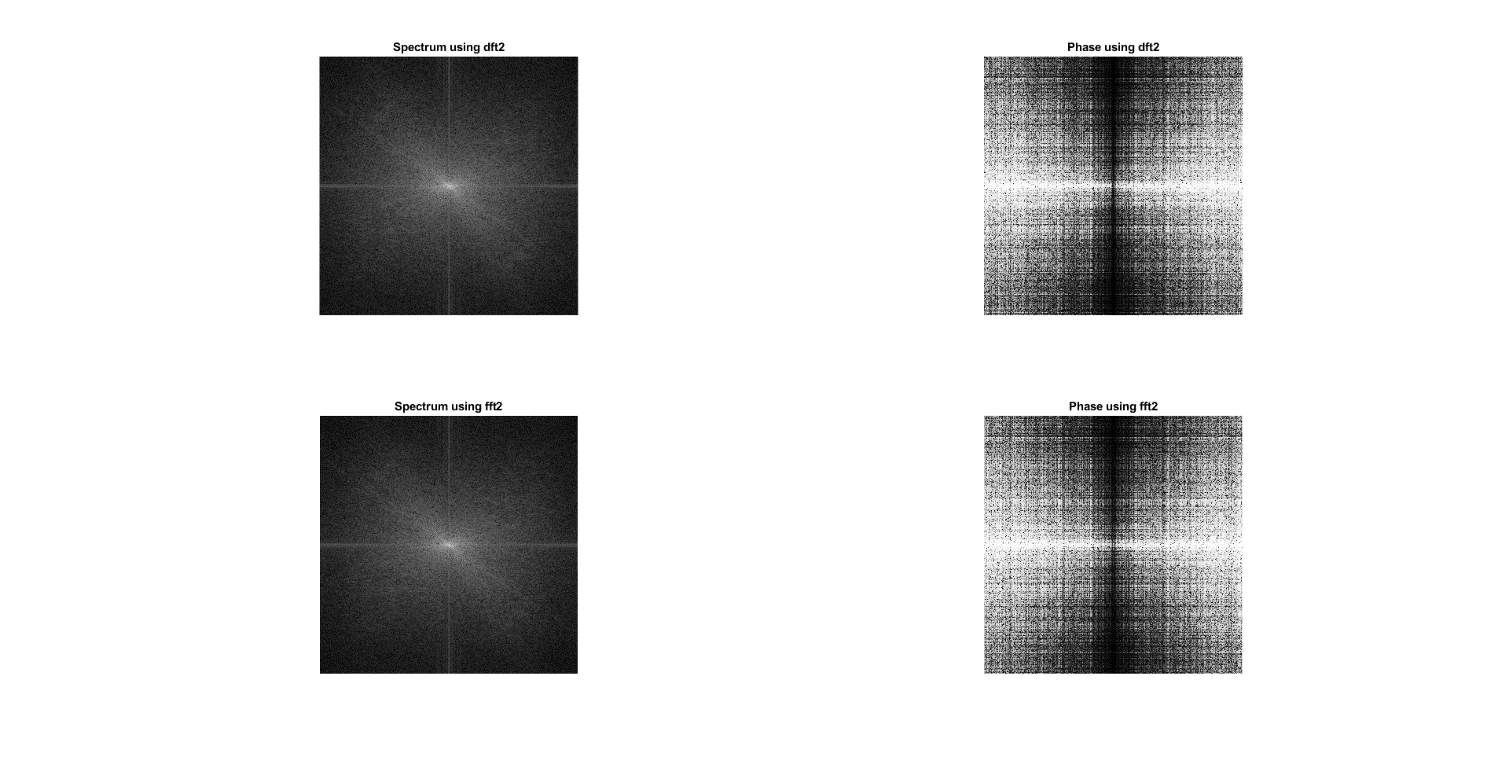 Spectrum using dft2
Phase using dft2
Spectrum using fft2
Phase using fft2